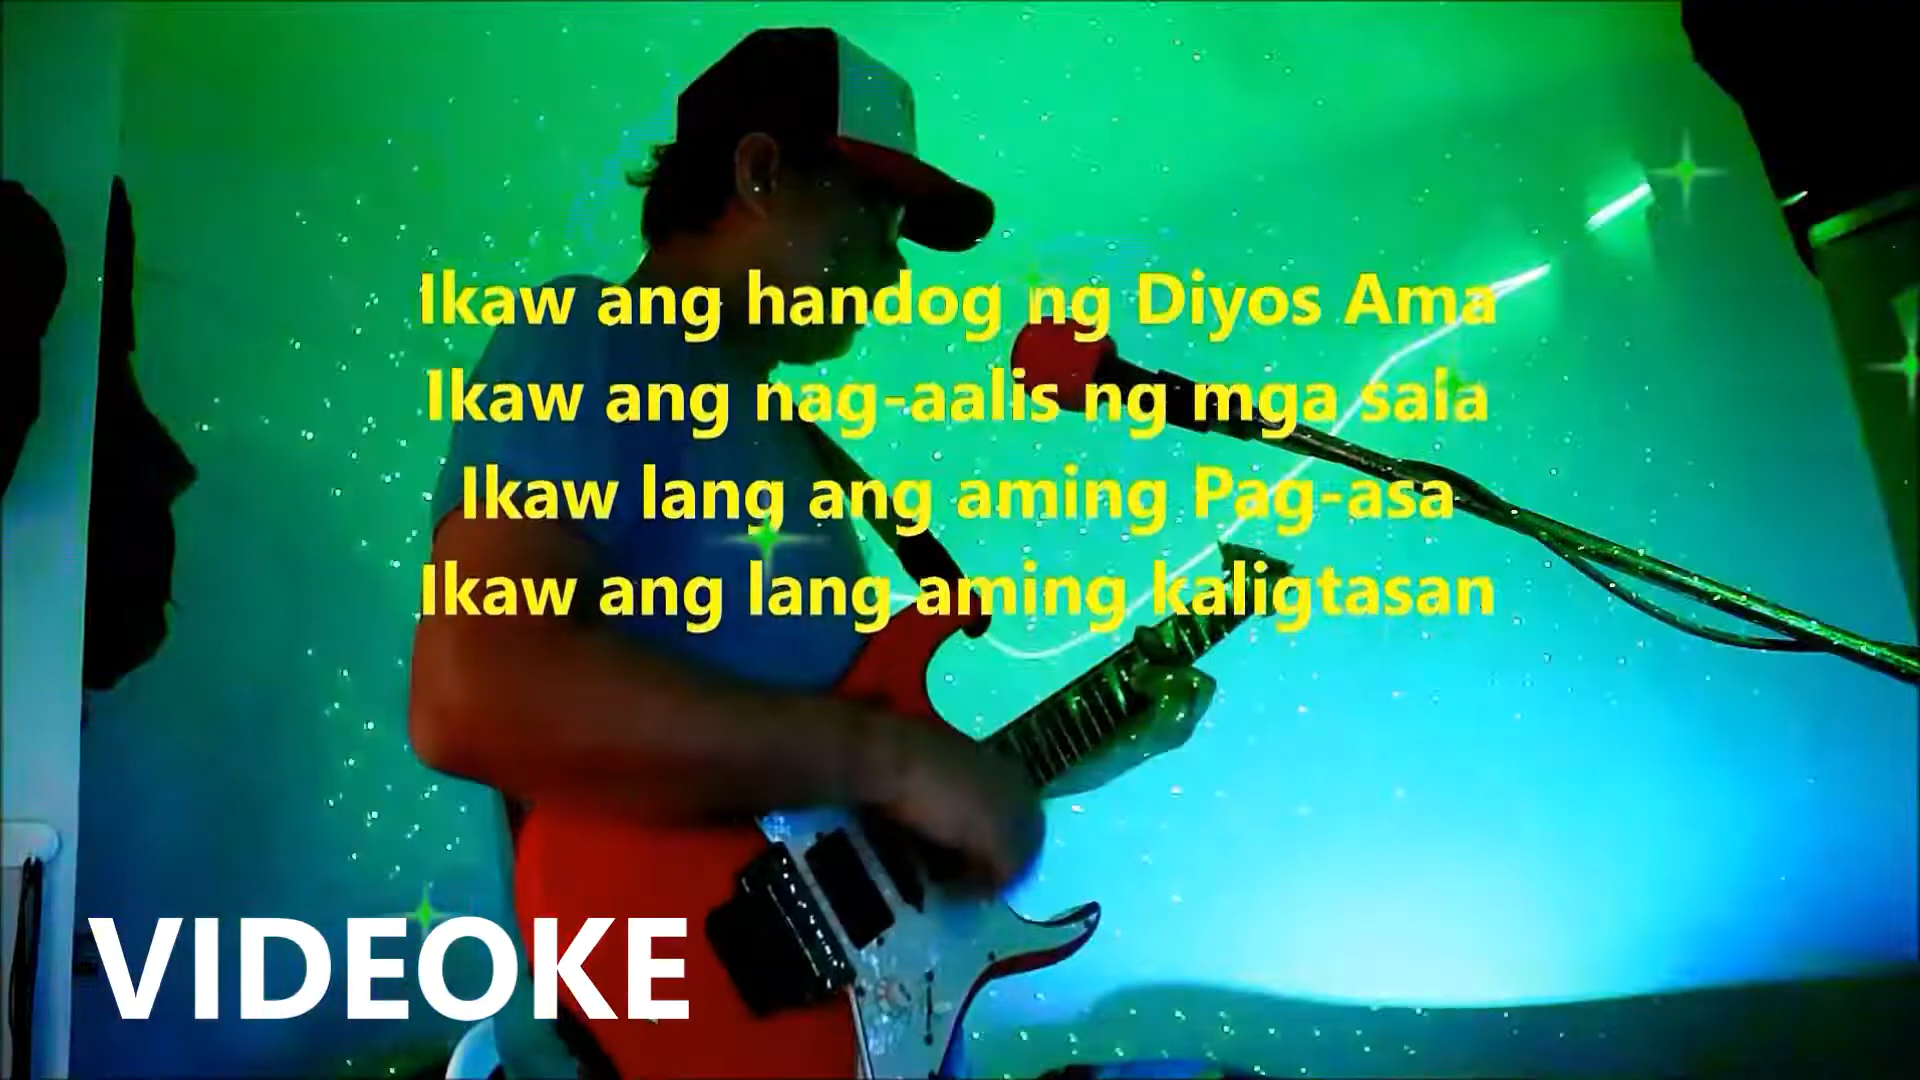 Ikaw ang handog ng Diyos Ama
Ikaw ang nag-aalis ng mga sala
Ikaw lang ang aming Pag-asa
Ikaw ang lang aming kaligtasan
VIDEOKE